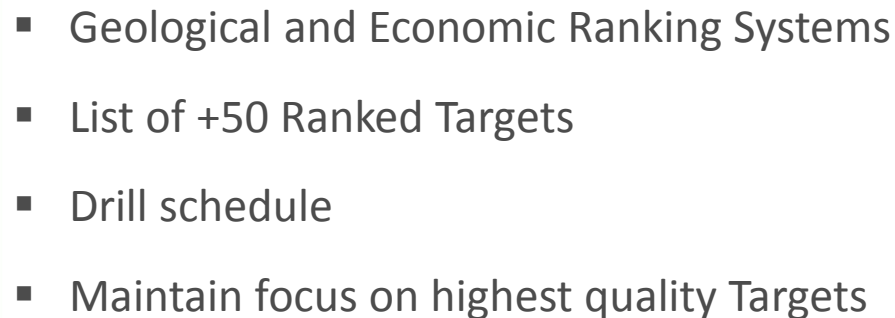 ▪ Geological and Economic Ranking Systems
▪ List of +50 Ranked Targets
▪ Drill schedule
▪ Maintain focus on highest quality Targets